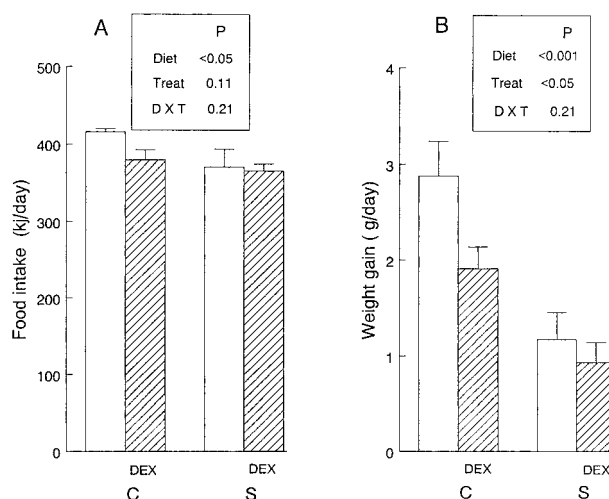 A
P
Diet <0.05
Treat 0.11
D X T 0.21
500
400
300
200
100
0
Food intake (kj/day)
DEX DEX
C S
B
P
Diet <0.001
Treat <0.05
D X T 0.21
4
3
2
1
0
Weight gain ( g/day)
DEX DEX
C S